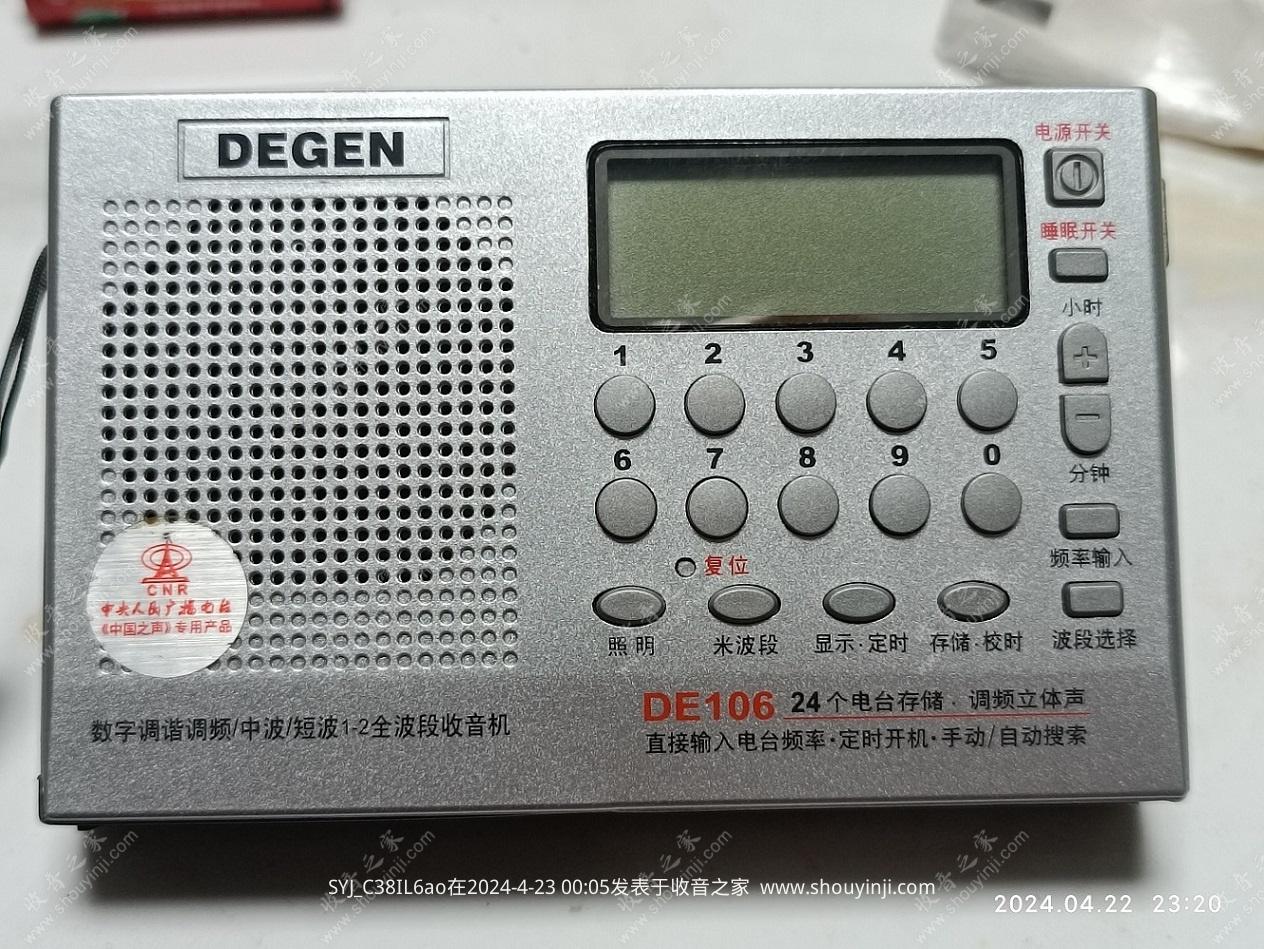 DEGEN
电源开关
睡眠开关
小时
+
1 2 3 4 5
−
6 7 8 9 0
分钟
复位
频率输入
照明 米波段 显示·定时 存储·校时 波段选择
CNR
中央人民广播电台
《中国之声》专用产品
数字调谐调频/中波/短波1-2全波段收音机
DE106 24个电台存储·调频立体声
直接输入电台频率·定时开机·手动/自动搜索
SYJ_C38IL6ao在2024-4-23 00:05发表于收音之家 www.shouyinji.com
2024.04.22 23:20
收音之家
www.shouyinji.com